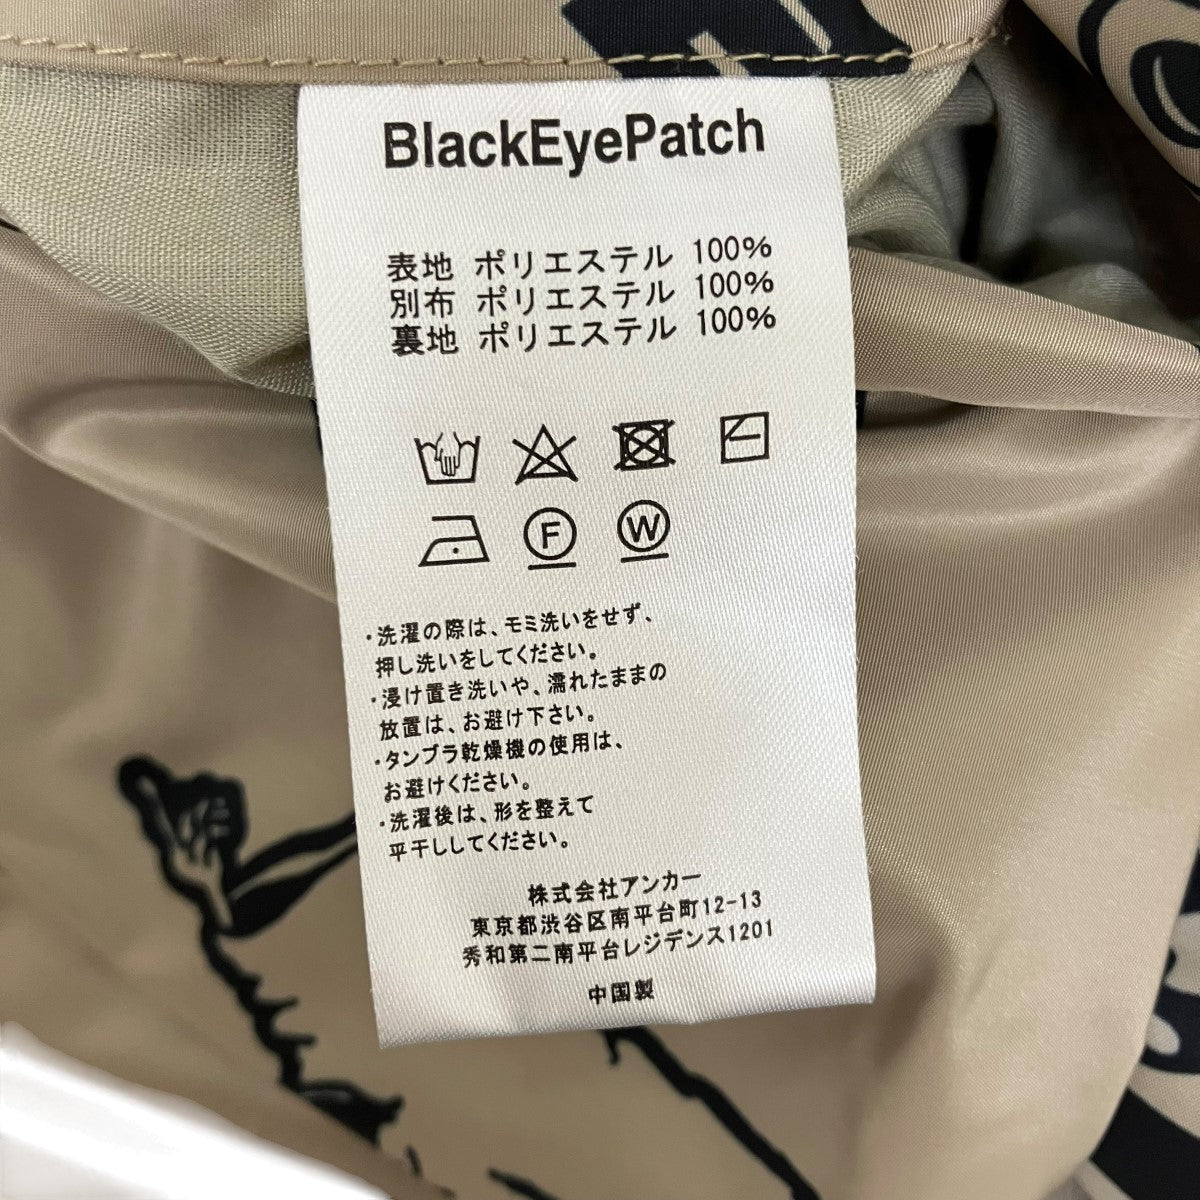 BlackEyePatch
表地 ポリエステル 100%
別布 ポリエステル 100%
裏地 ポリエステル 100%
F W
・洗濯の際は、モミ洗いをせず、
押し洗いをしてください。
・浸け置き洗いや、濡れたままの
放置は、お避け下さい。
・タンブラ乾燥機の使用は、
お避けください。
・洗濯後は、形を整えて
平干ししてください。
株式会社アンカー
東京都渋谷区南平台町12-13
秀和第二南平台レジデンス1201
中国製